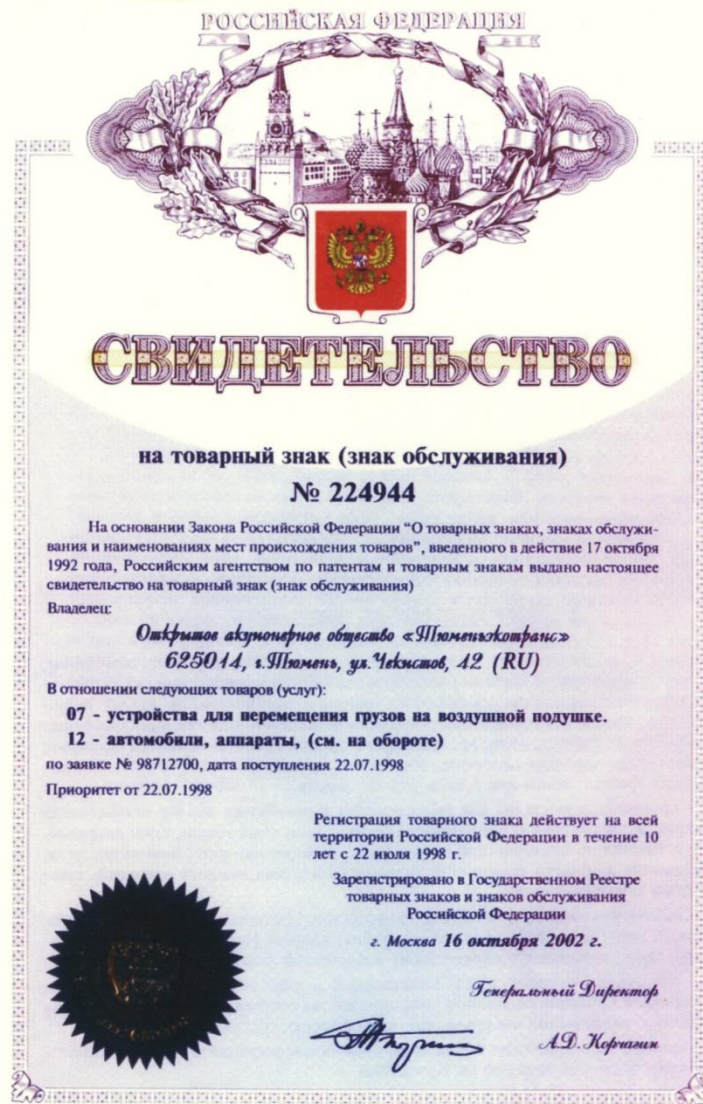 РОССИЙСКАЯ ФЕДЕРАЦИЯ
СВИДЕТЕЛЬСТВО
на товарный знак (знак обслуживания)
№ 224944
На основании Закона Российской Федерации “О товарных знаках, знаках обслужи-
вания и наименованиях мест происхождения товаров”, введенного в действие 17 октября
1992 года, Российским агентством по патентам и товарным знакам выдано настоящее
свидетельство на товарный знак (знак обслуживания)
Владелец:
Открытое акционерное общество «Тюменьэкотранс»
625014, г.Тюмень, ул.Чекистов, 42 (RU)
В отношении следующих товаров (услуг):
07 - устройства для перемещения грузов на воздушной подушке.
12 - автомобили, аппараты, (см. на обороте)
по заявке № 98712700, дата поступления 22.07.1998
Приоритет от 22.07.1998
Регистрация товарного знака действует на всей
территории Российской Федерации в течение 10
лет с 22 июля 1998 г.
Зарегистрировано в Государственном Реестре
товарных знаков и знаков обслуживания
Российской Федерации
г. Москва 16 октября 2002 г.
Генеральный Директор
А.Д. Корчагин